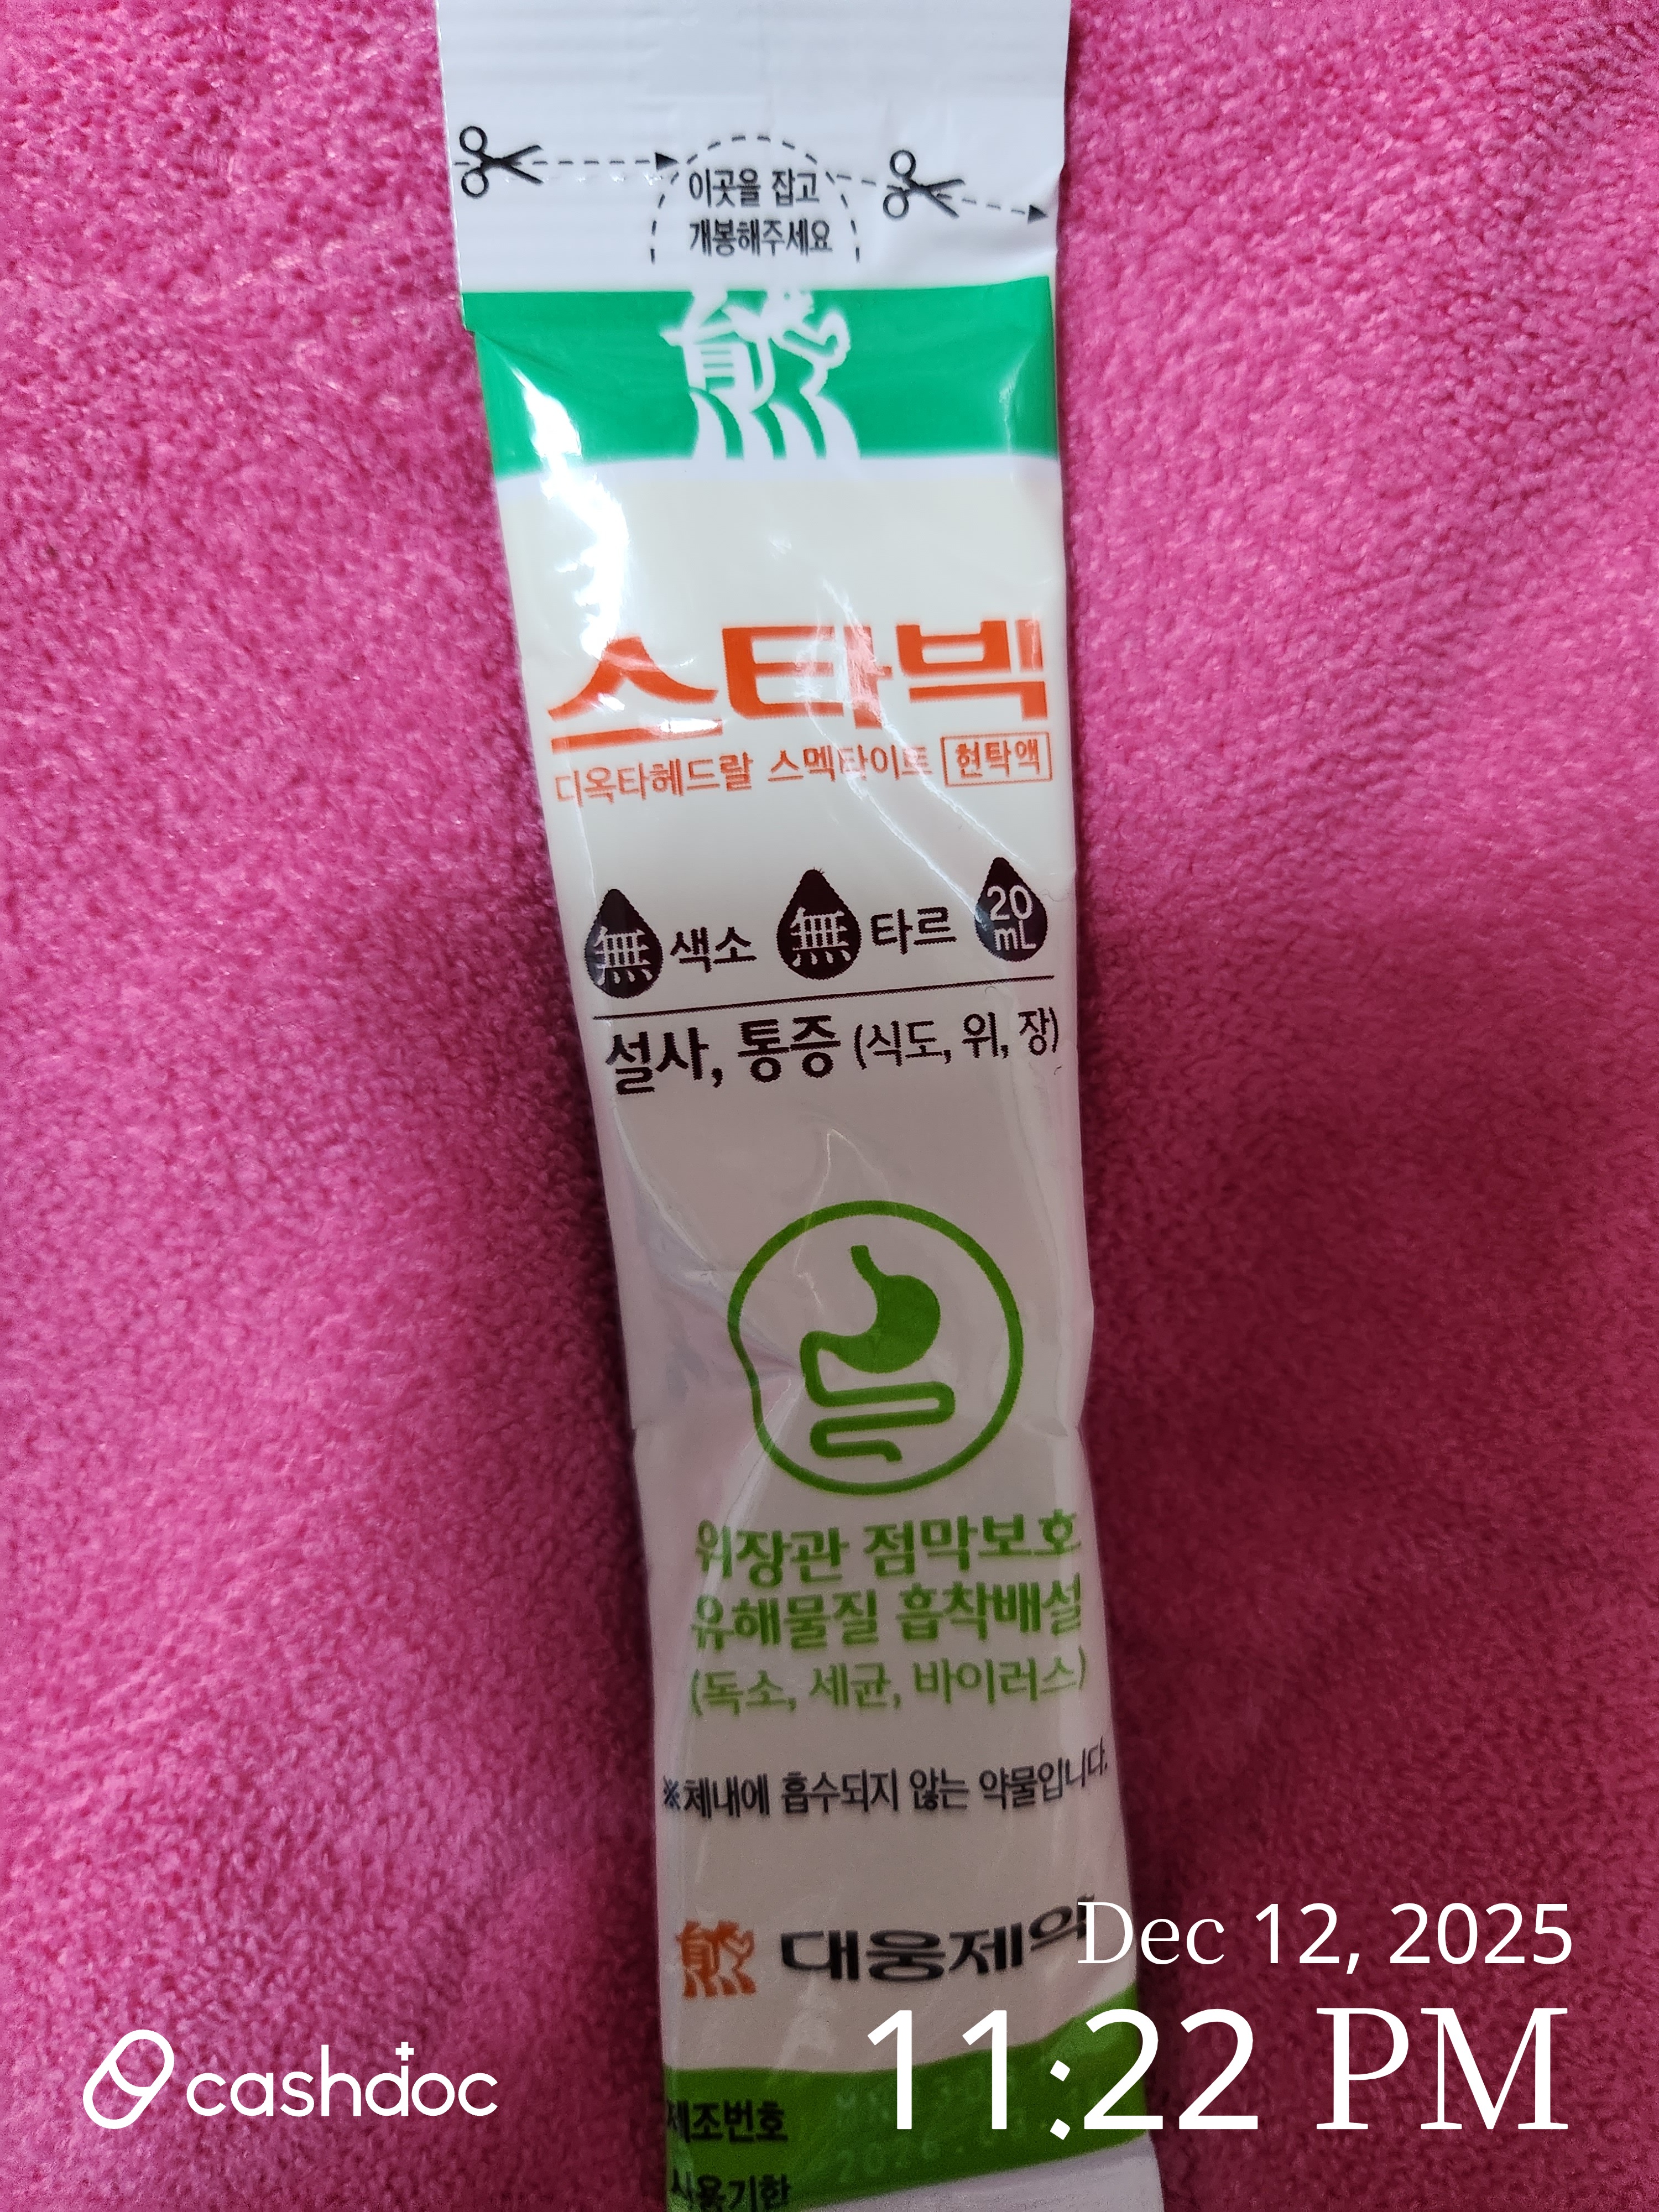 이곳을 잡고
개봉해주세요
스타빅
디옥타헤드랄 스멕타이트 현탁액
無 색소 無 타르 20 mL
설사, 통증 (식도, 위, 장)
위장관 점막보호
유해물질 흡착배설
(독소, 세균, 바이러스)
※체내에 흡수되지 않는 약물입니다.
대웅제약
제조번호
사용기한
cashdoc
Dec 12, 2025
11:22 PM